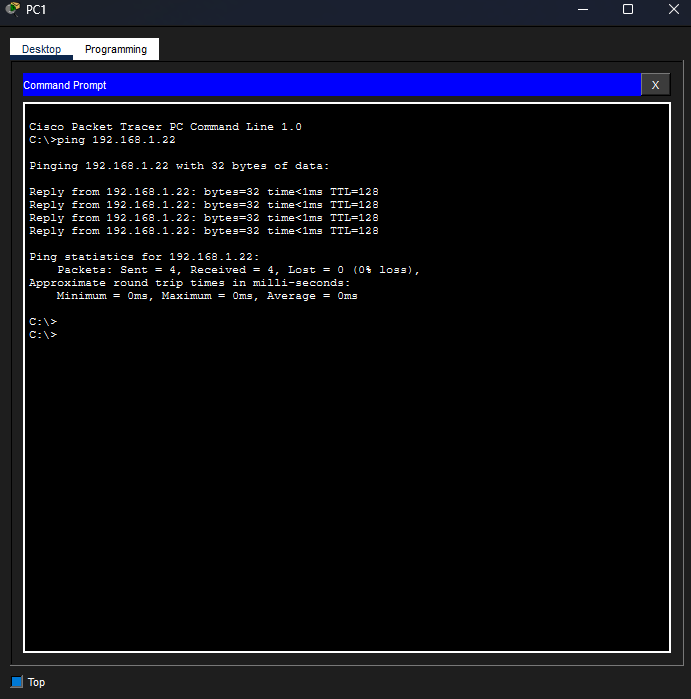 PC1
Desktop Programming
Command Prompt X
Cisco Packet Tracer PC Command Line 1.0
C:\>ping 192.168.1.22
Pinging 192.168.1.22 with 32 bytes of data:
Reply from 192.168.1.22: bytes=32 time<1ms TTL=128
Reply from 192.168.1.22: bytes=32 time<1ms TTL=128
Reply from 192.168.1.22: bytes=32 time<1ms TTL=128
Reply from 192.168.1.22: bytes=32 time<1ms TTL=128
Ping statistics for 192.168.1.22:
    Packets: Sent = 4, Received = 4, Lost = 0 (0% loss),
Approximate round trip times in milli-seconds:
    Minimum = 0ms, Maximum = 0ms, Average = 0ms
C:\>
C:\>
Top